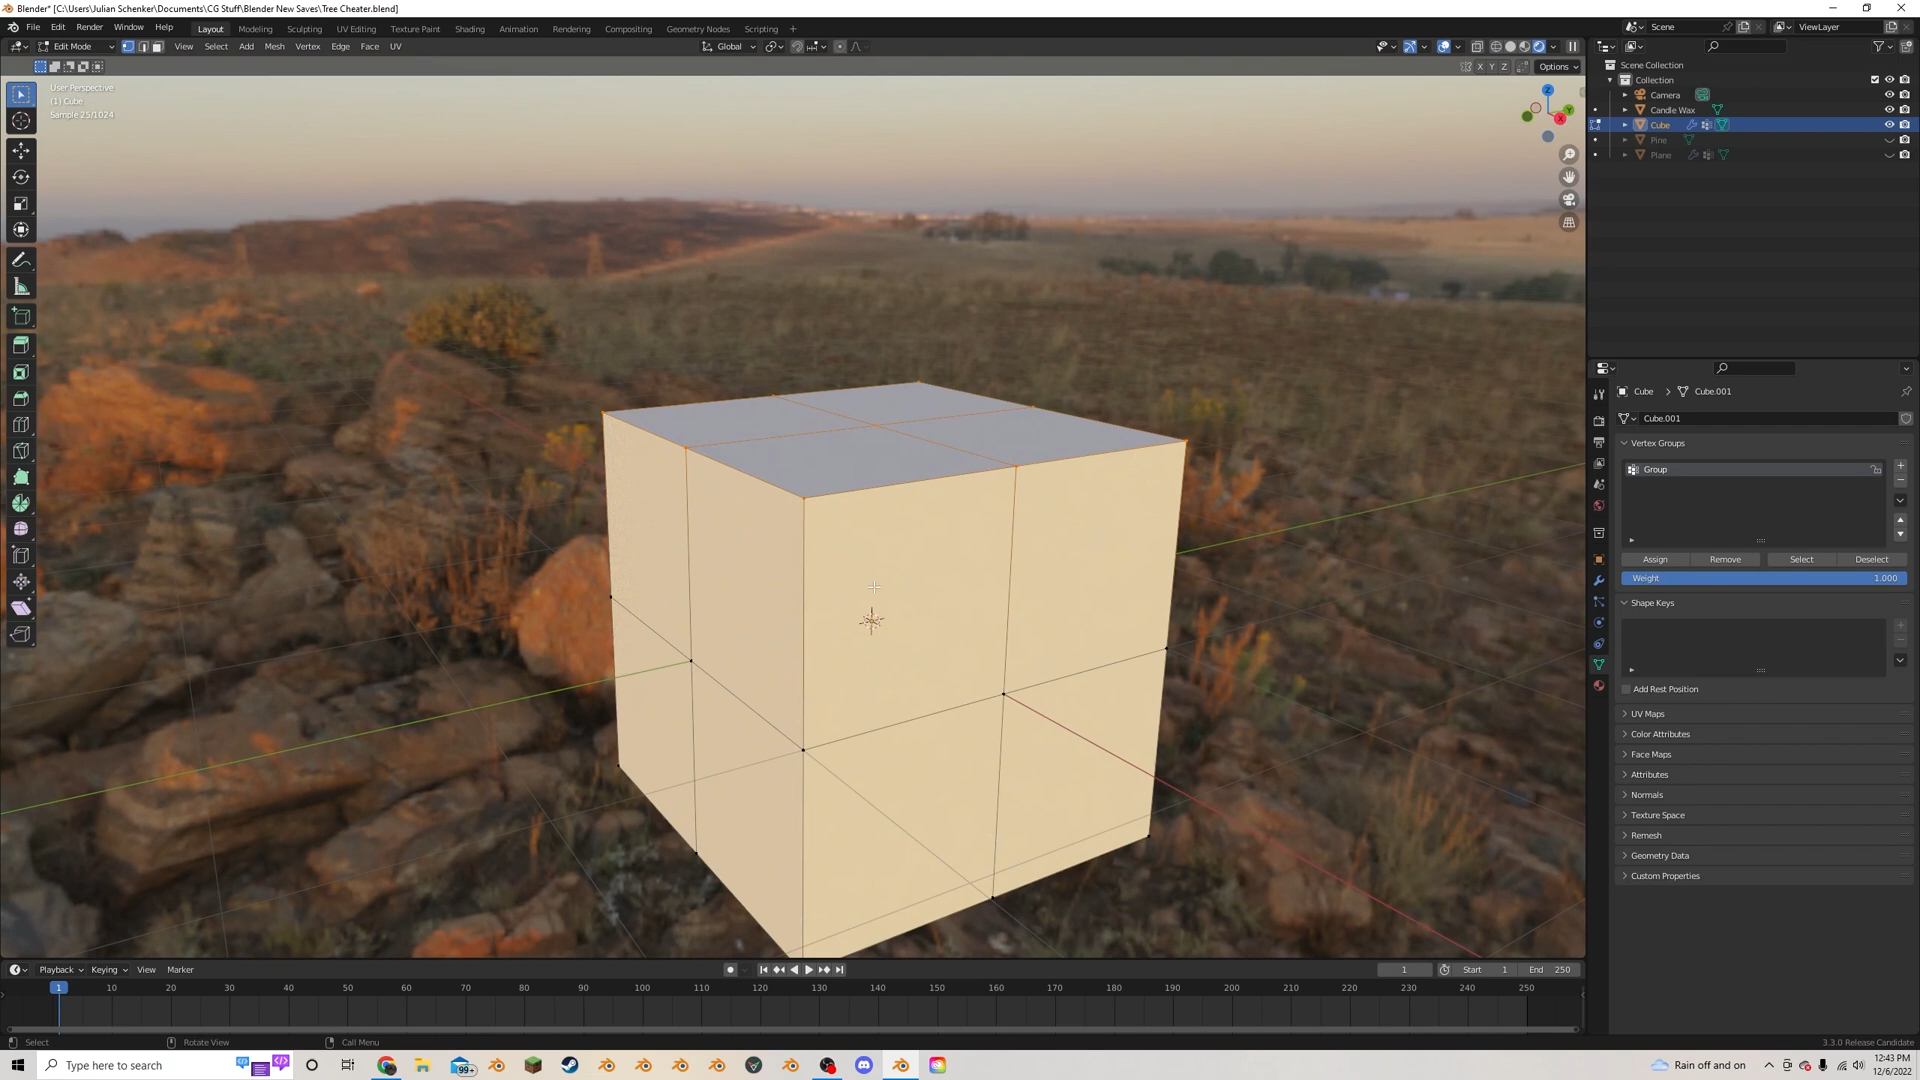 Blender* [C:\Users\Julian Schenker\Documents\CG Stuff\Blender New Saves\Tree Cheater.blend]
File Edit Render Window Help Layout Modeling Sculpting UV Editing Texture Paint Shading Animation Rendering Compositing Geometry Nodes Scripting + Scene ViewLayer
Edit Mode View Select Add Mesh Vertex Edge Face UV Global
X Y Z Options
User Perspective
(1) Cube
Sample 25/1024
Z
Y
X
Scene Collection
Collection
Camera
Candle Wax
Cube
Pine
Plane
Cube > Cube.001
Cube.001
Vertex Groups
Group
Assign Remove Select Deselect
Weight 1.000
Shape Keys
Add Rest Position
UV Maps
Color Attributes
Face Maps
Attributes
Normals
Texture Space
Remesh
Geometry Data
Custom Properties
Playback Keying View Marker 1 Start 1 End 250
1 10 20 30 40 50 60 70 80 90 100 110 120 130 140 150 160 170 180 190 200 210 220 230 240 250
Select Rotate View Call Menu 3.3.0 Release Candidate
Type here to search 99+ Rain off and on 12:43 PM
12/6/2022